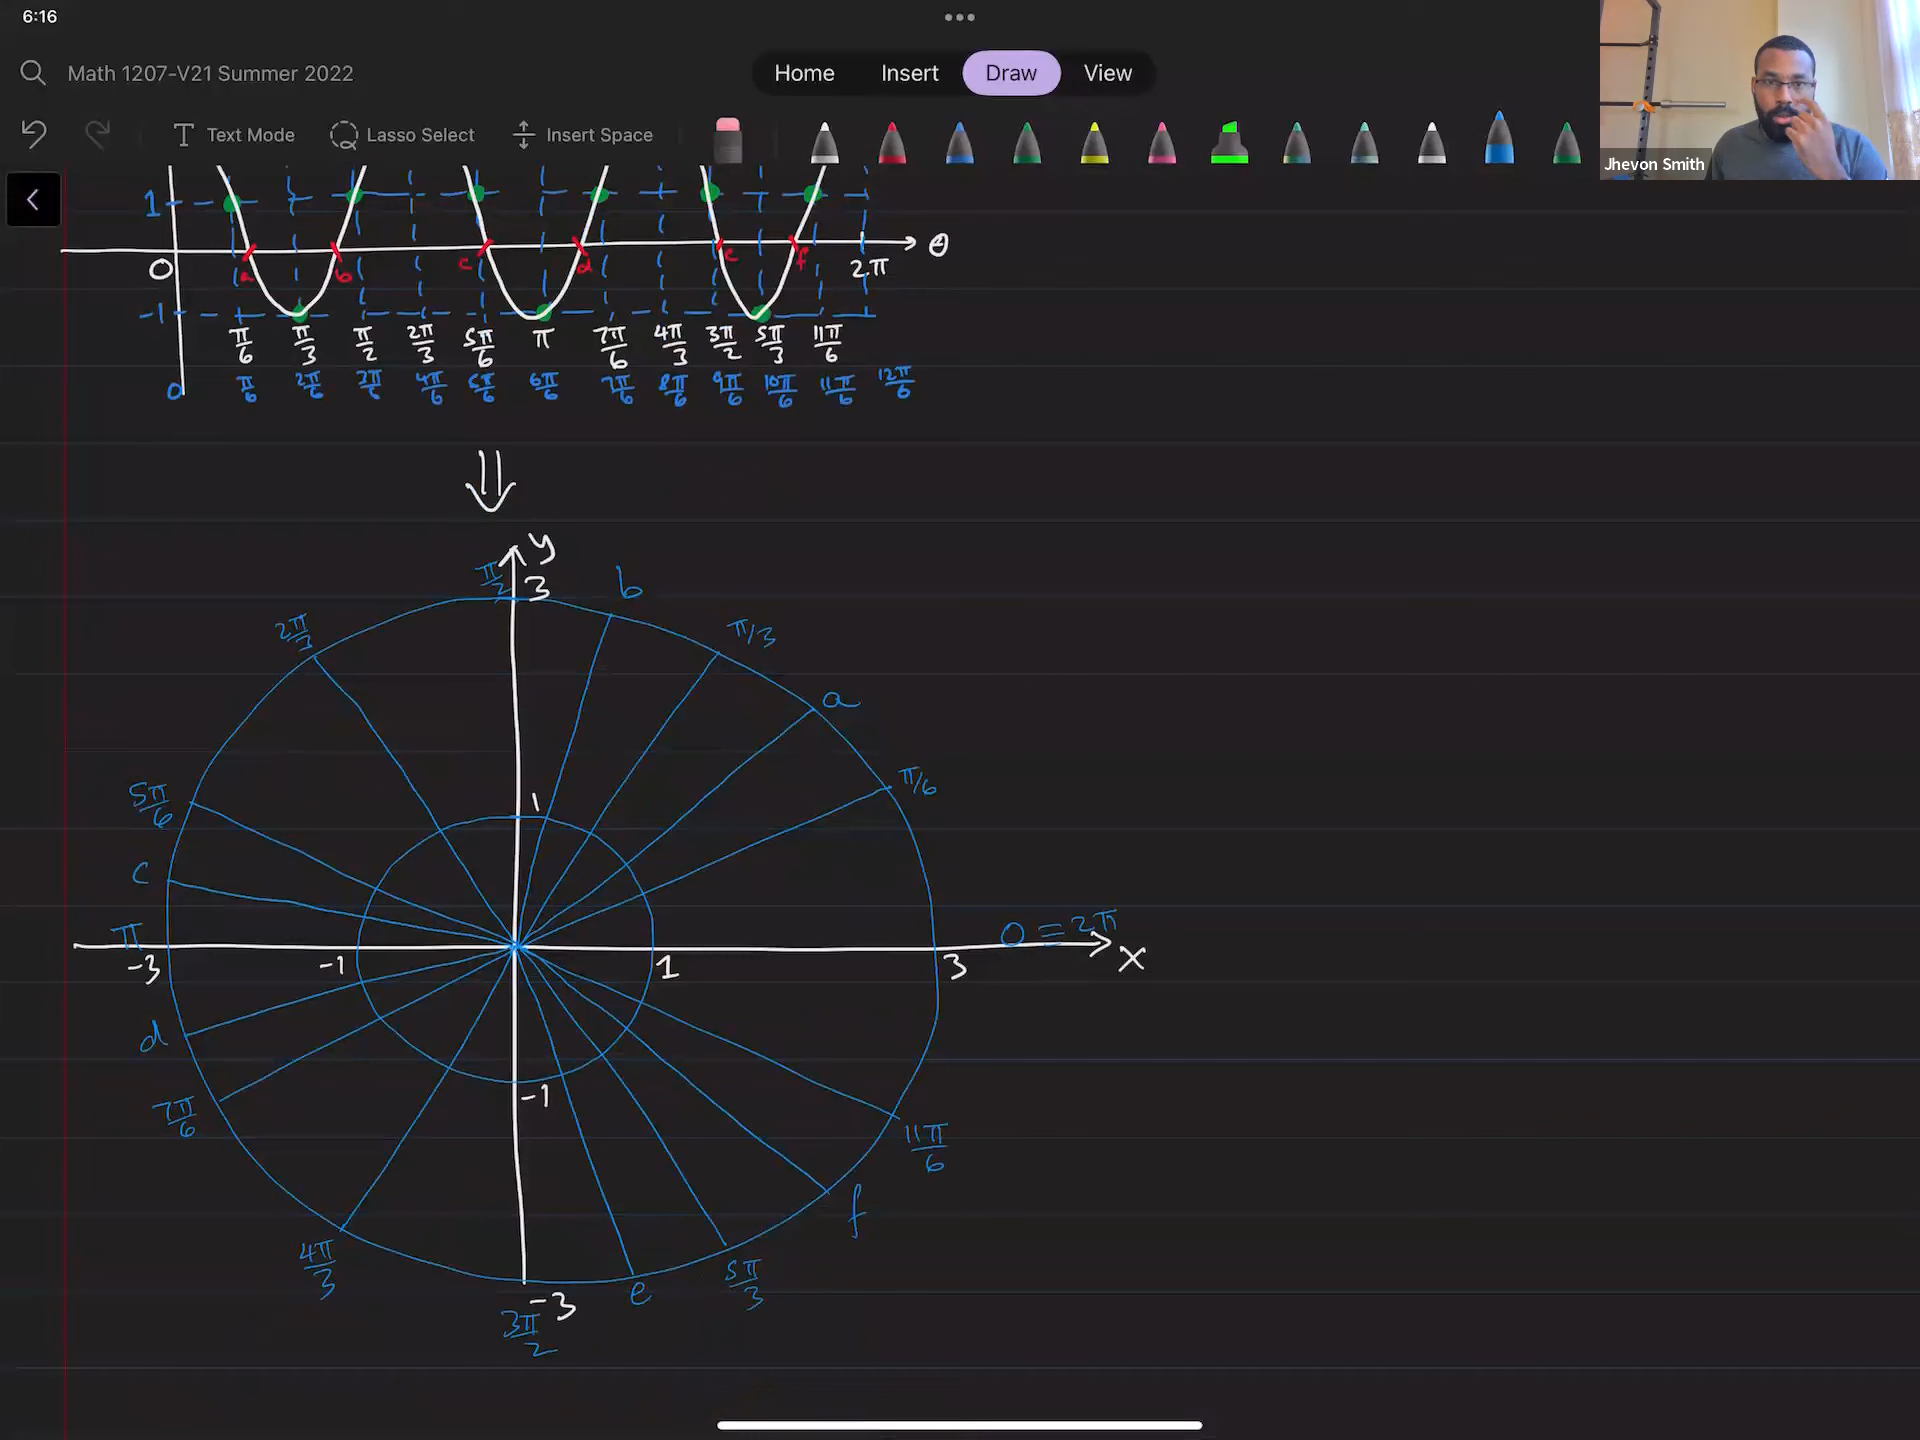 6:16
Math 1207-V21 Summer 2022
Home Insert Draw View
Text Mode Lasso Select Insert Space
Jhevon Smith
1
a b c d e f θ
0 2π
-1
π/6 π/3 π/2 2π/3 5π/6 π 7π/6 4π/3 3π/2 5π/3 11π/6
0 π/6 2π/6 3π/6 4π/6 5π/6 6π/6 7π/6 8π/6 9π/6 10π/6 11π/6 12π/6
y
π/2 3 b
2π/3 π/3
a
5π/6 1 π/6
c
π 0 = 2π
-3 -1 1 3 x
d
7π/6 -1
11π/6
f
4π/3 5π/3
-3 e
3π/2